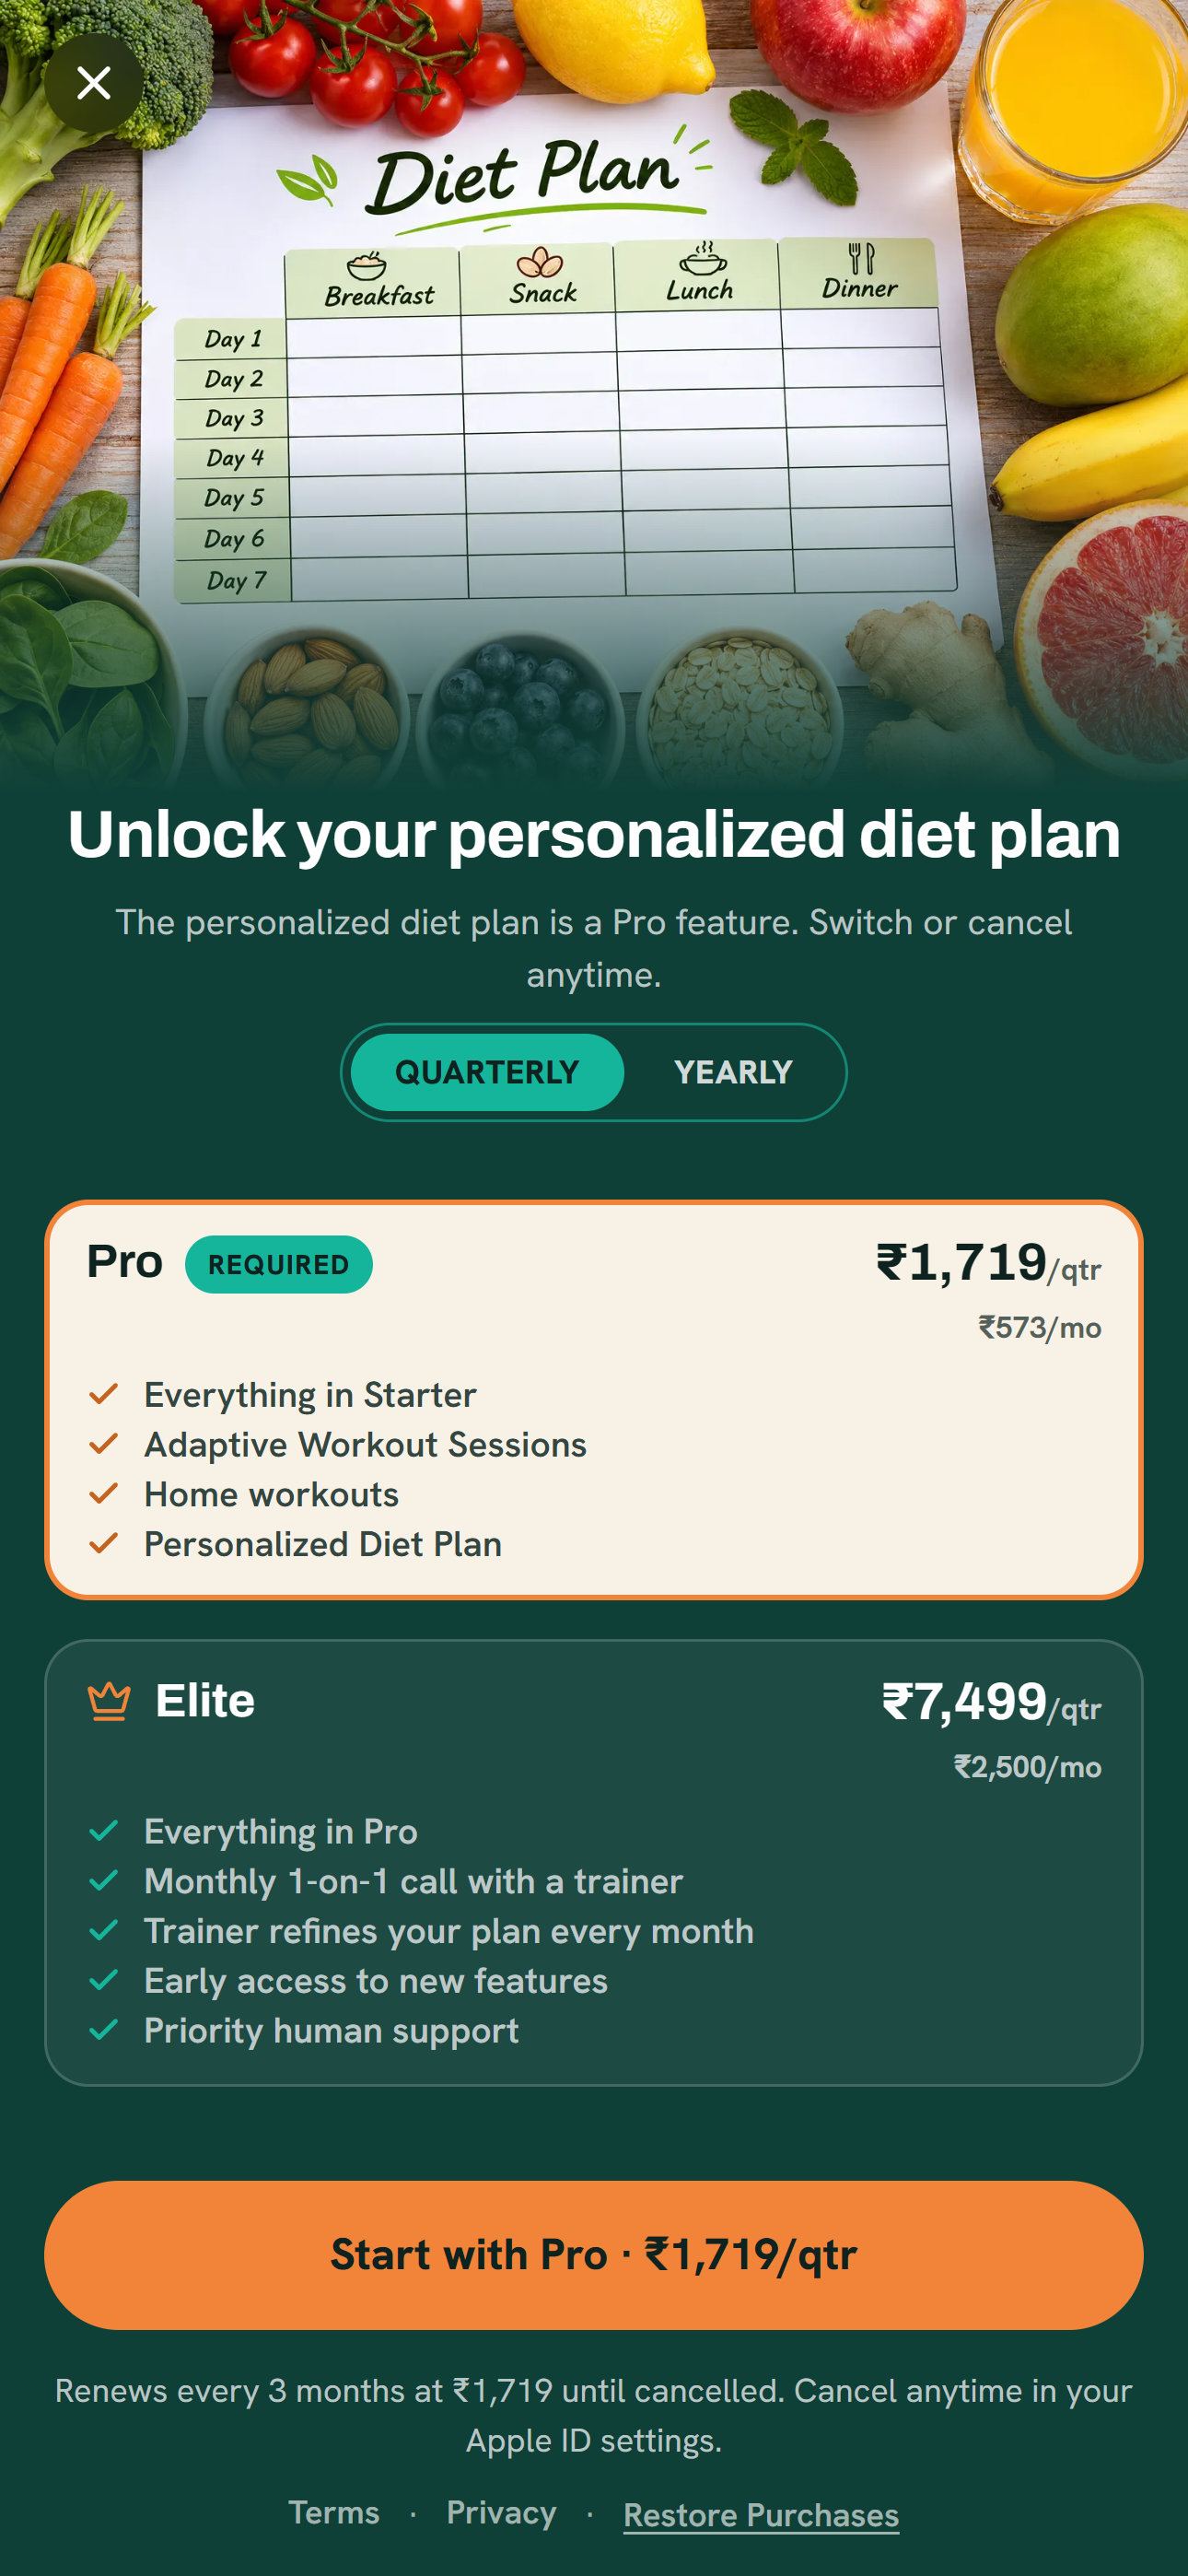 Diet Plan
Breakfast Snack Lunch Dinner
Day 1
Day 2
Day 3
Day 4
Day 5
Day 6
Day 7
Unlock your personalized diet plan
The personalized diet plan is a Pro feature. Switch or cancel
anytime.
QUARTERLY YEARLY
Pro REQUIRED ₹1,719/qtr
₹573/mo
Everything in Starter
Adaptive Workout Sessions
Home workouts
Personalized Diet Plan
Elite ₹7,499/qtr
₹2,500/mo
Everything in Pro
Monthly 1-on-1 call with a trainer
Trainer refines your plan every month
Early access to new features
Priority human support
Start with Pro · ₹1,719/qtr
Renews every 3 months at ₹1,719 until cancelled. Cancel anytime in your
Apple ID settings.
Terms · Privacy · Restore Purchases